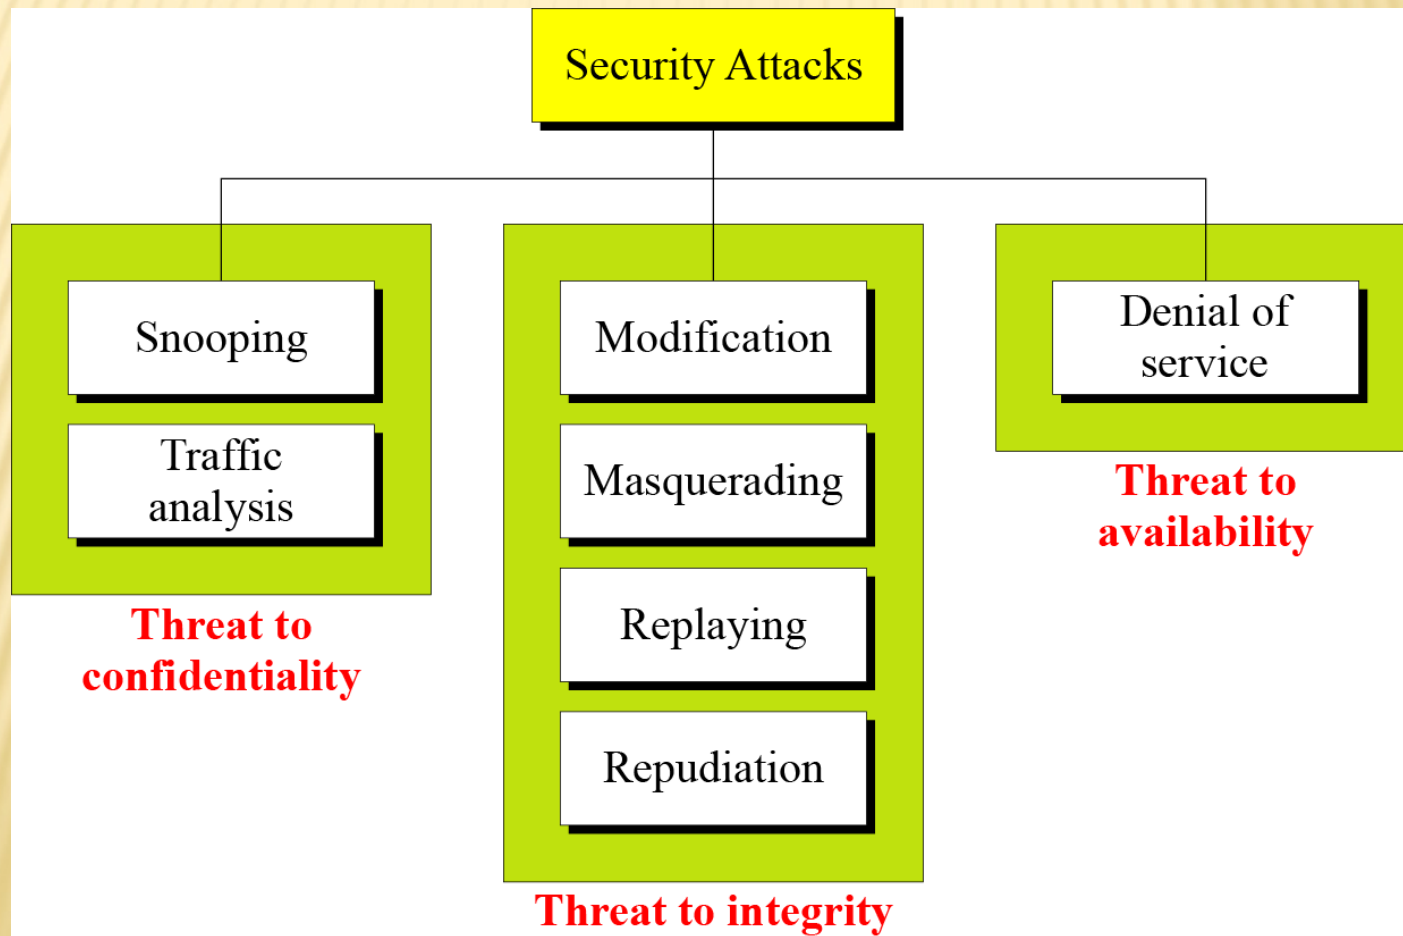 Security Attacks
Snooping
Traffic
analysis
Threat to
confidentiality
Modification
Masquerading
Replaying
Repudiation
Threat to integrity
Denial of
service
Threat to
availability